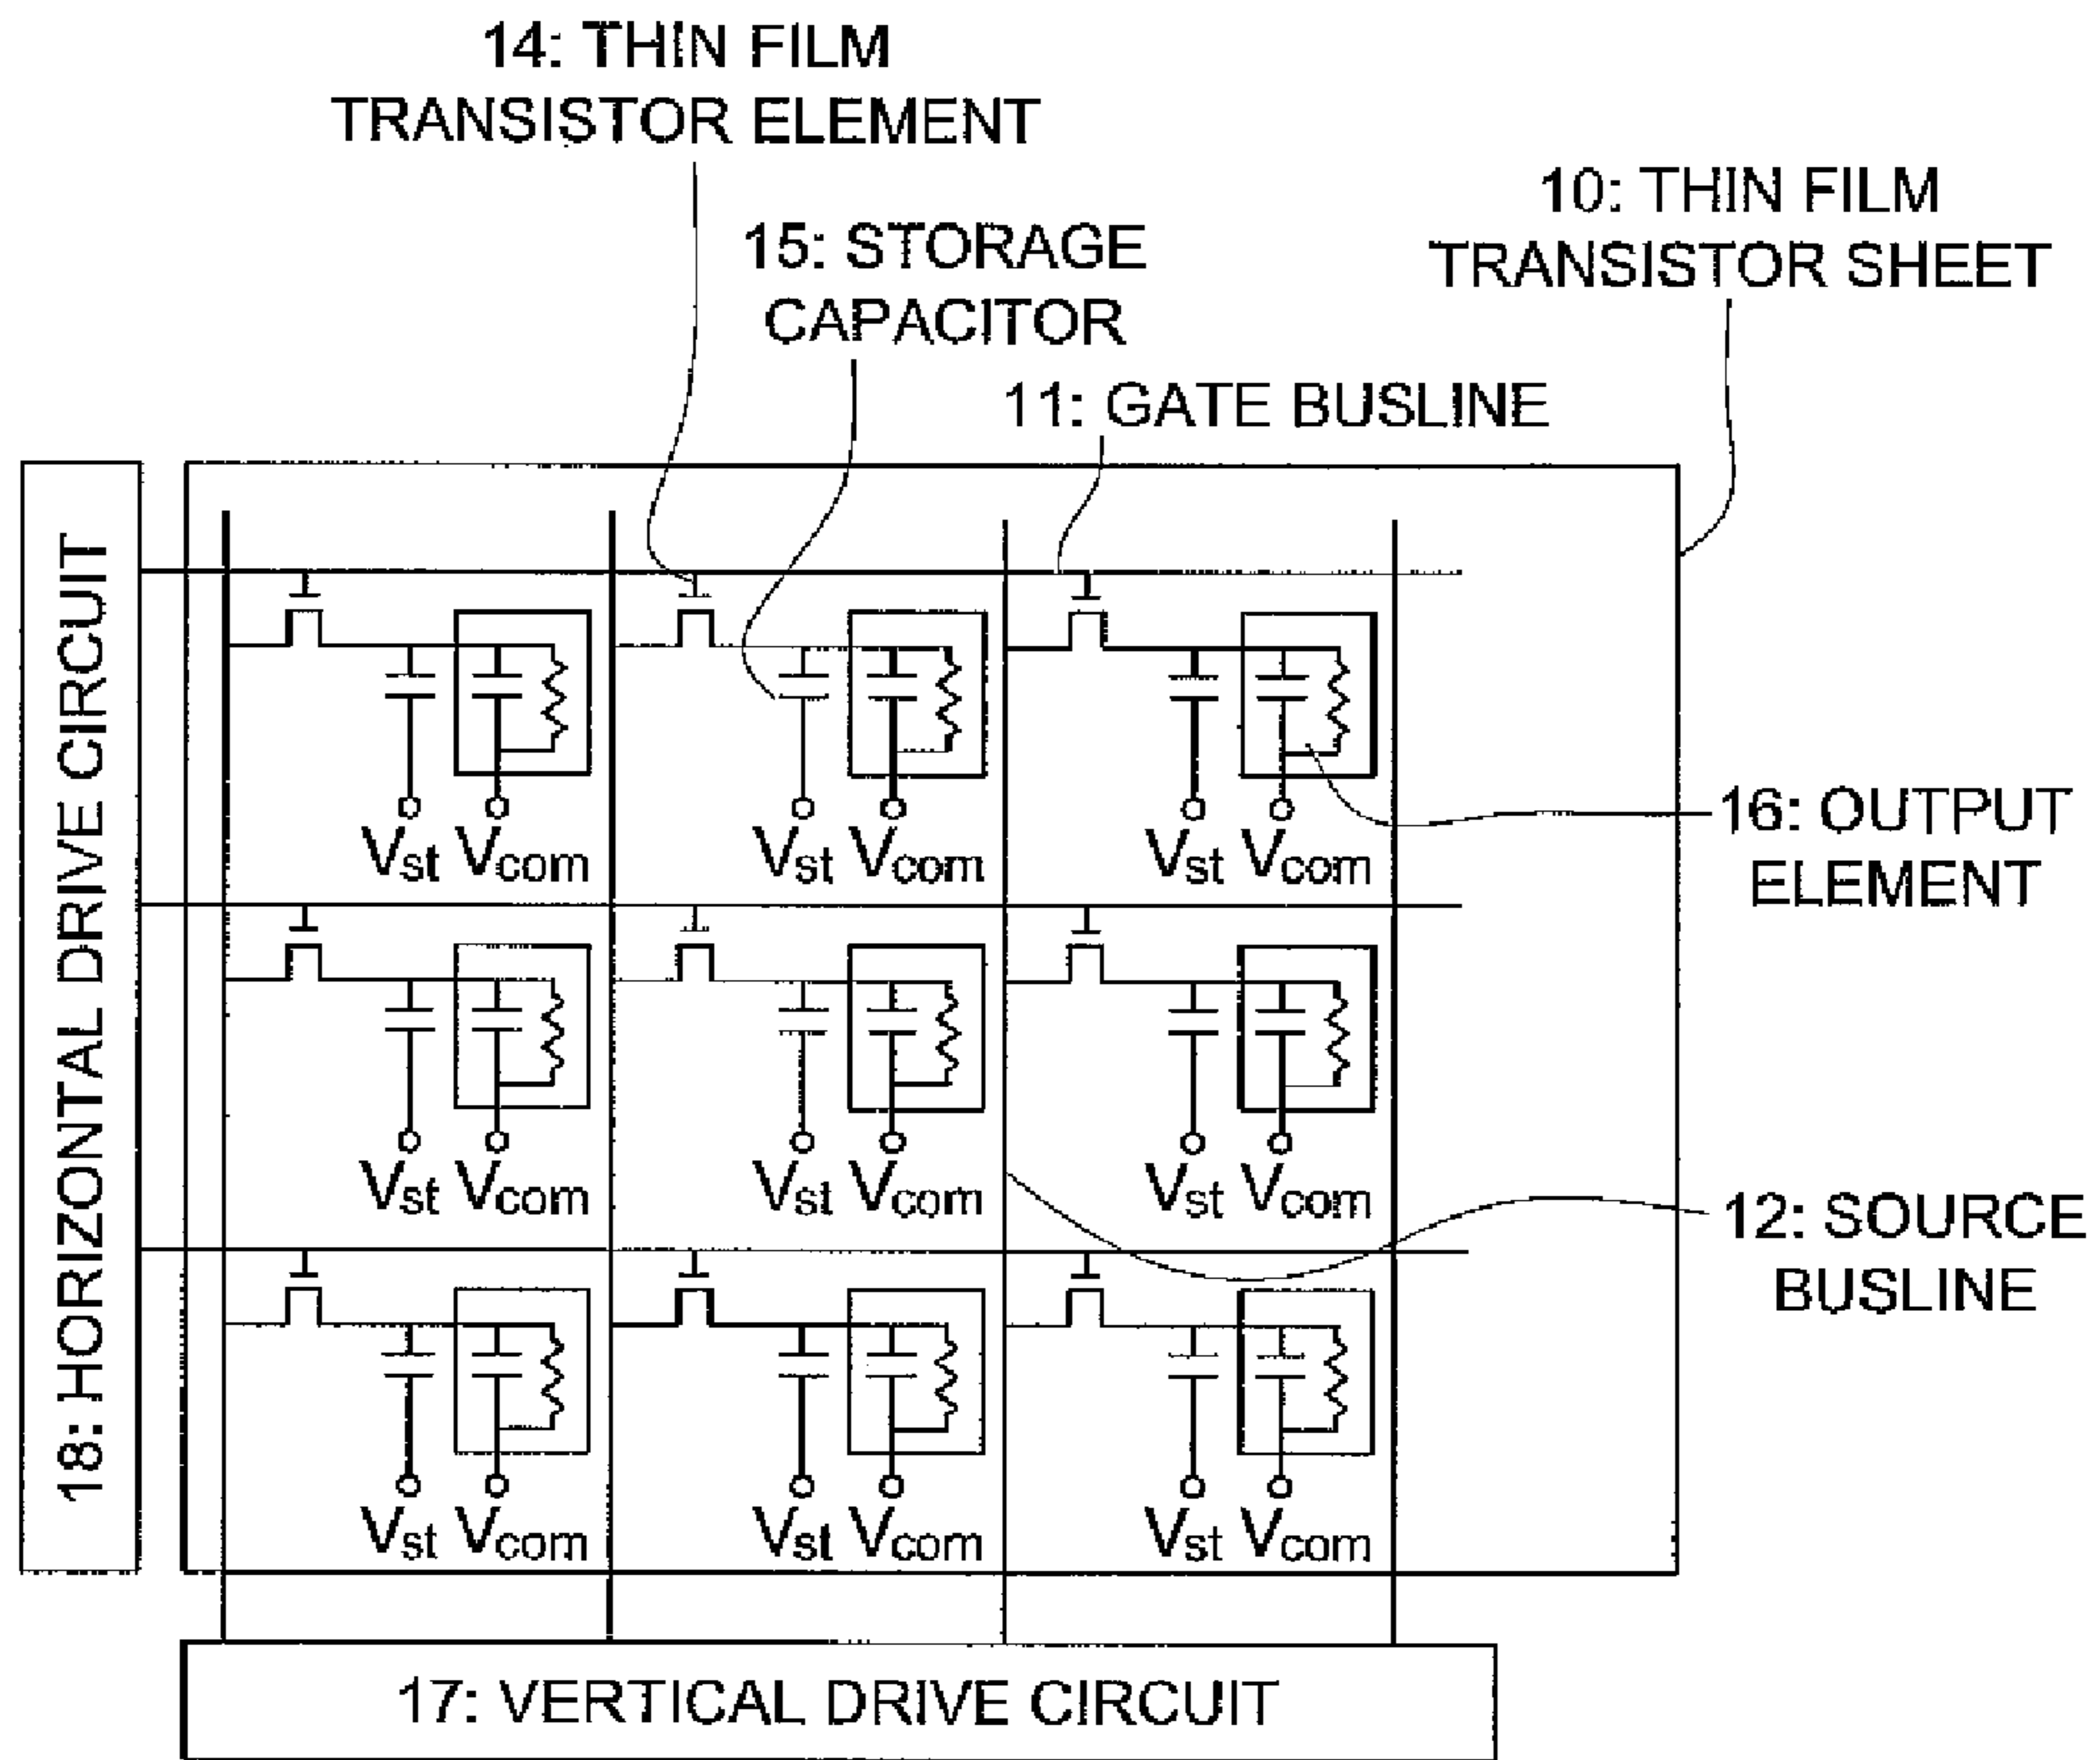 14: THIN FILM
TRANSISTOR ELEMENT
10: THIN FILM
TRANSISTOR SHEET
15: STORAGE
CAPACITOR
11: GATE BUSLINE
18: HORIZONTAL DRIVE CIRCUIT
Vst Vcom Vst Vcom Vst Vcom
16: OUTPUT
ELEMENT
Vst Vcom Vst Vcom Vst Vcom
12: SOURCE
BUSLINE
Vst Vcom Vst Vcom Vst Vcom
17: VERTICAL DRIVE CIRCUIT